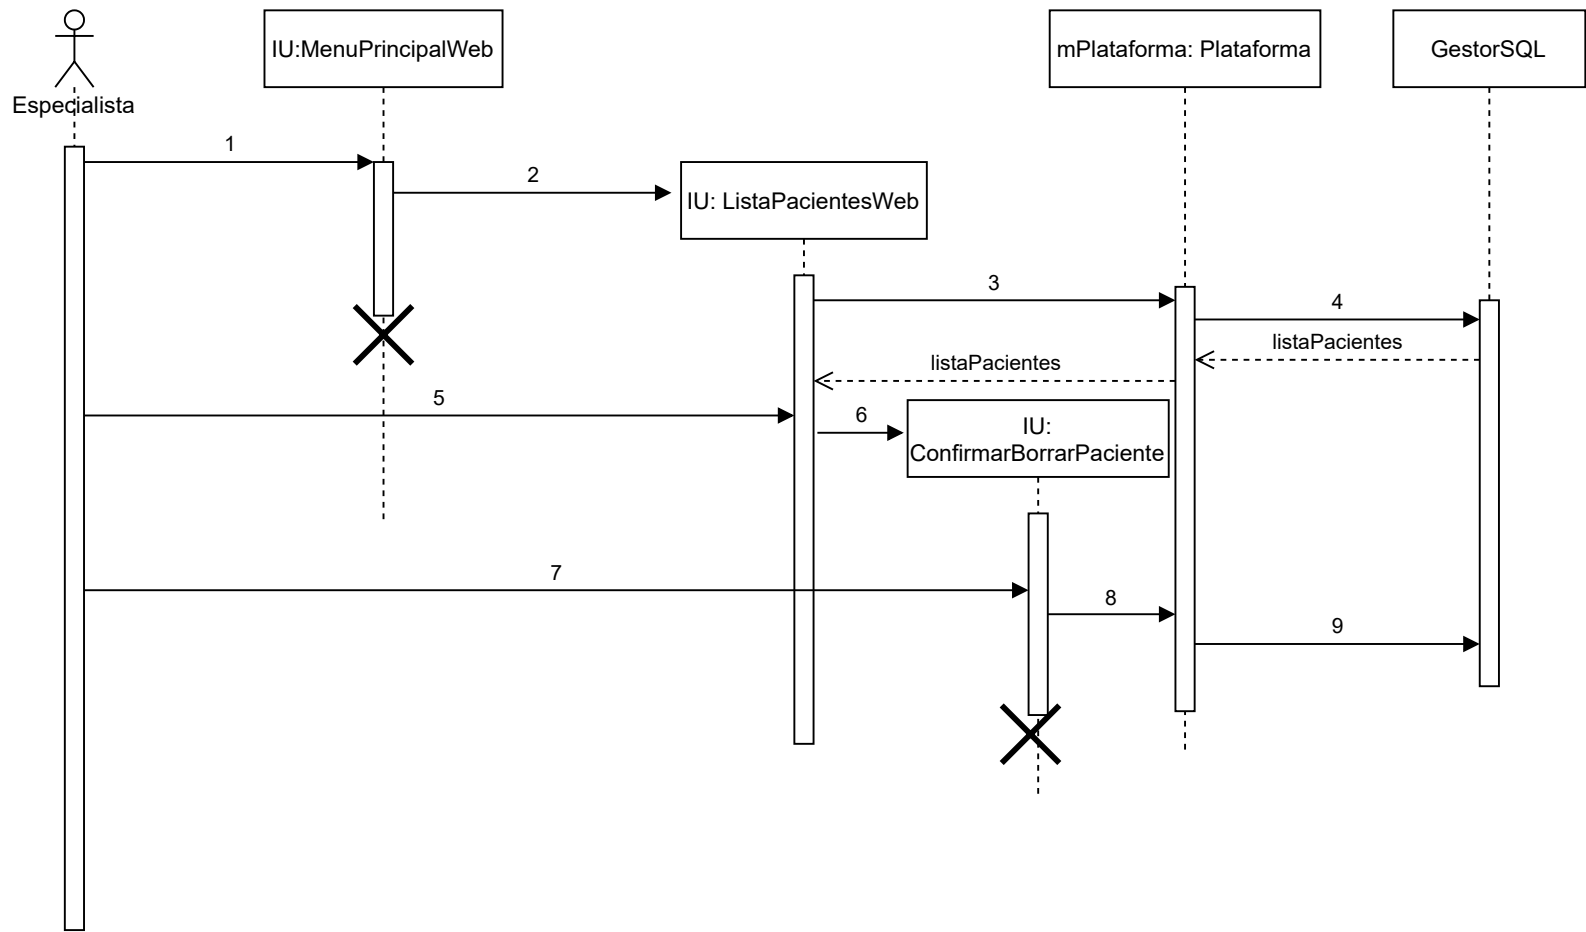 IU:MenuPrincipalWeb
mPlataforma: Plataforma
GestorSQL
Especialista
1
2
IU: ListaPacientesWeb
3
4
listaPacientes
listaPacientes
5
6
IU:
ConfirmarBorrarPaciente
7
8
9